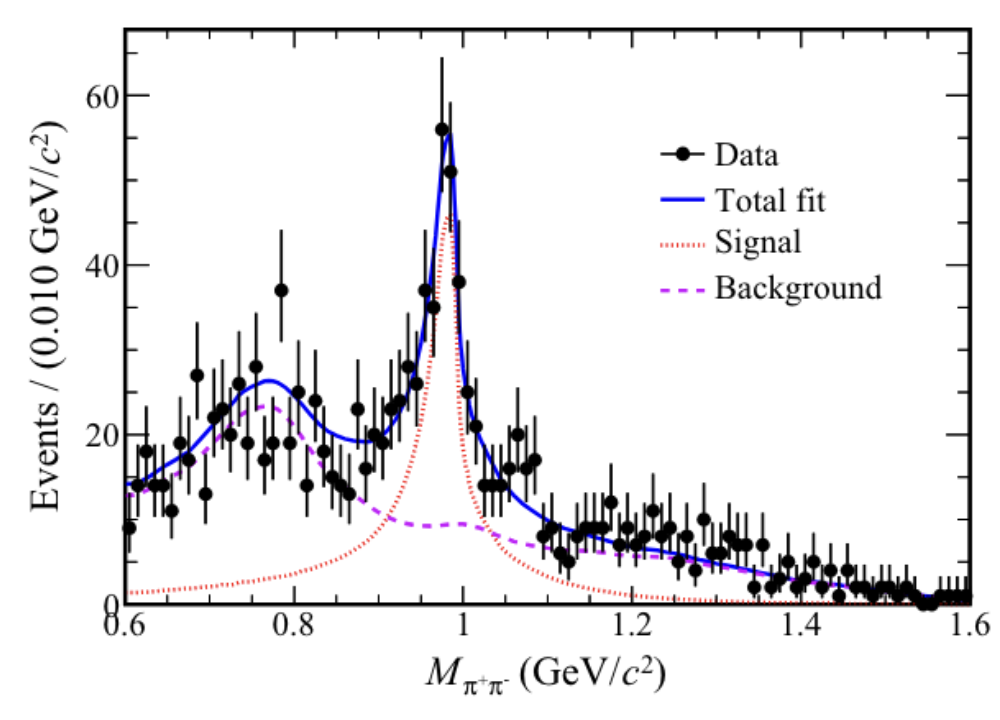 Events / (0.010 GeV/c²)
60
40
20
0
0.6
0.8
1
1.2
1.4
1.6
M_π⁺π⁻ (GeV/c²)
Data
Total fit
Signal
Background